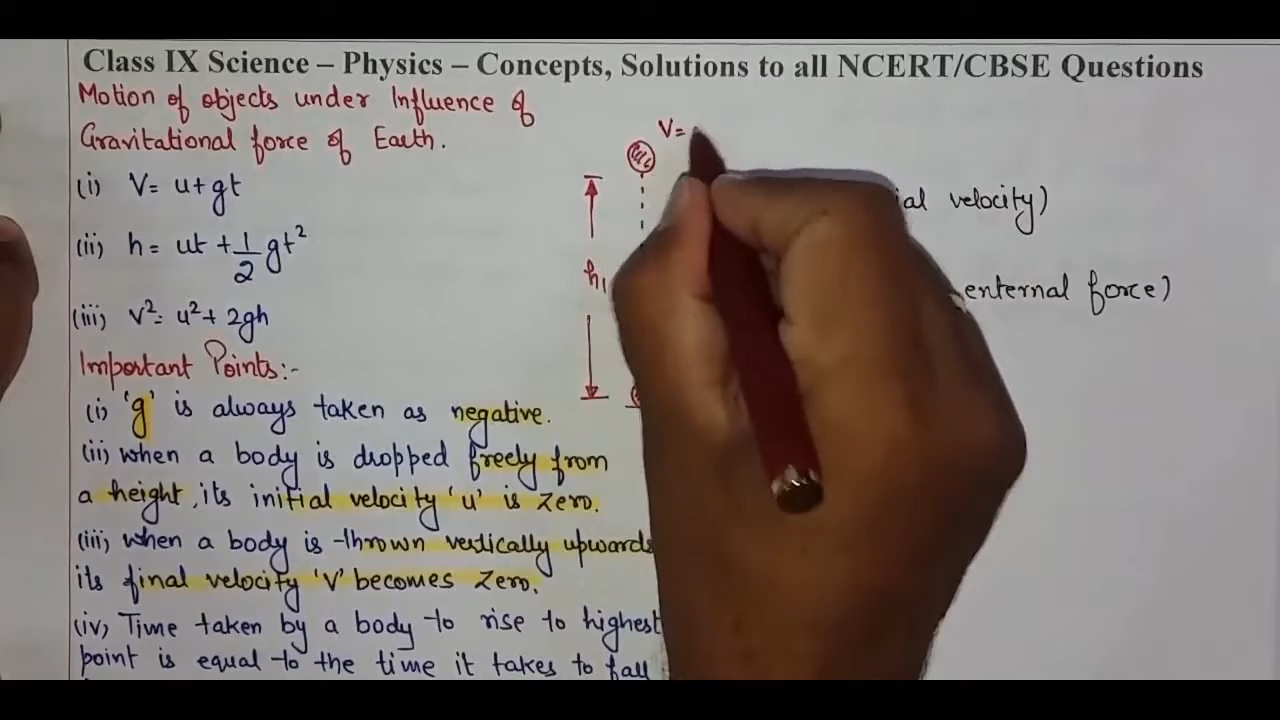 Class IX Science – Physics – Concepts, Solutions to all NCERT/CBSE Questions
Motion of objects under Influence of
Gravitational force of Earth.
(i) V= u+gt
(ii) h= ut +1/2 gt²
(iii) v²= u²+ 2gh
Important Points:-
(i) 'g' is always taken as negative.
(ii) when a body is dropped freely from
a height, its initial velocity 'u' is zero.
(iii) when a body is thrown vertically upwards
its final velocity 'v' becomes zero.
(iv) Time taken by a body to rise to highest
point is equal to the time it takes to fall
V=
h₁
velocity)
enternal force)